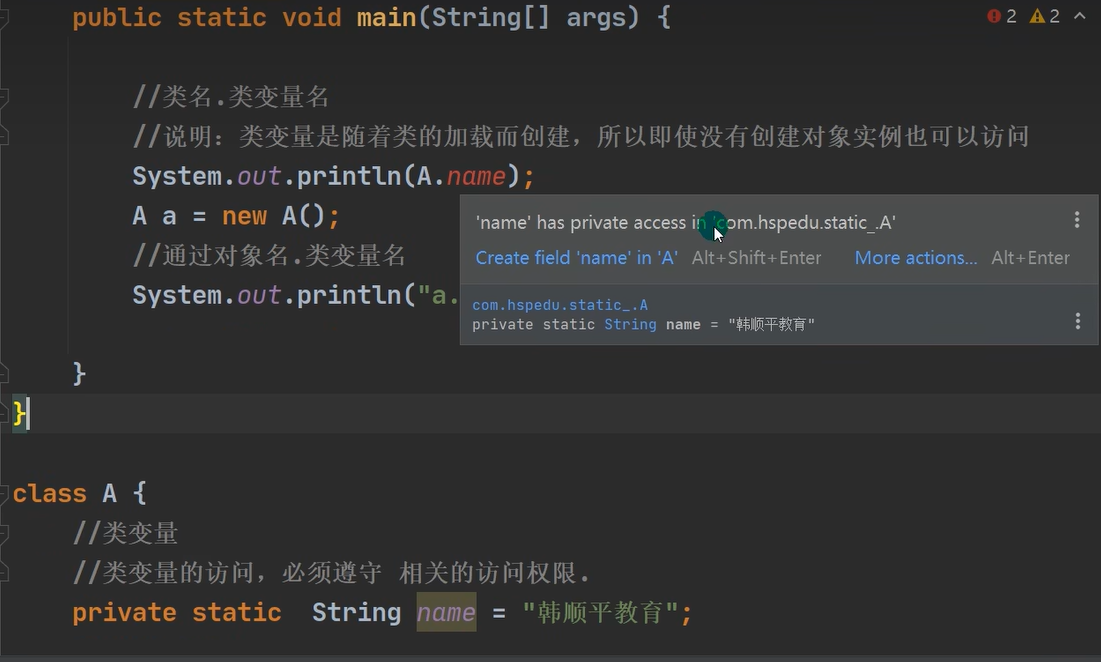 public static void main(String[] args) {
2 2
//类名.类变量名
//说明：类变量是随着类的加载而创建，所以即使没有创建对象实例也可以访问
System.out.println(A.name);
A a = new A();
'name' has private access in 'com.hspedu.static_.A'
//通过对象名.类变量名
Create field 'name' in 'A' Alt+Shift+Enter More actions... Alt+Enter
System.out.println("a.
com.hspedu.static_.A
private static String name = "韩顺平教育"
}
}
class A {
//类变量
//类变量的访问，必须遵守 相关的访问权限.
private static String name = "韩顺平教育";